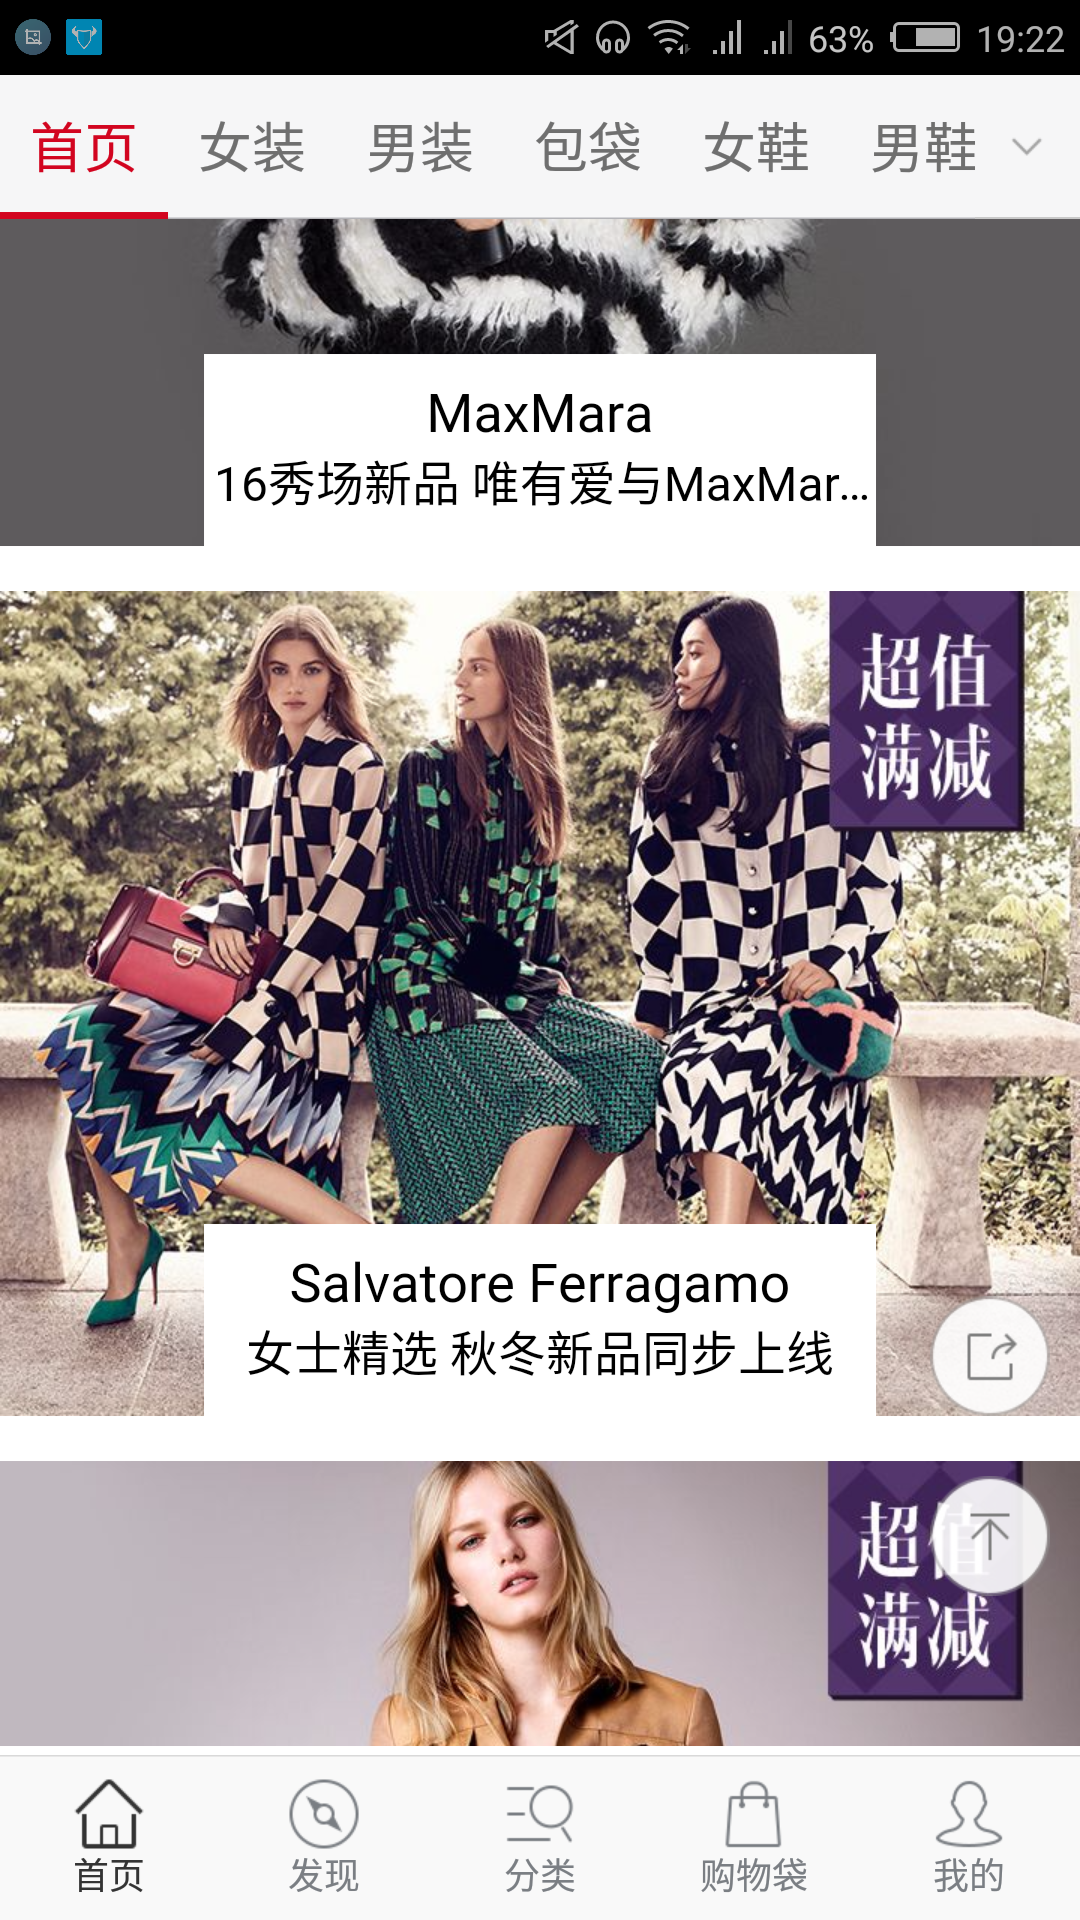 63% 19:22
首页 女装 男装 包袋 女鞋 男鞋
MaxMara
16秀场新品 唯有爱与MaxMar...
超值
满减
Salvatore Ferragamo
女士精选 秋冬新品同步上线
超值
满减
首页 发现 分类 购物袋 我的